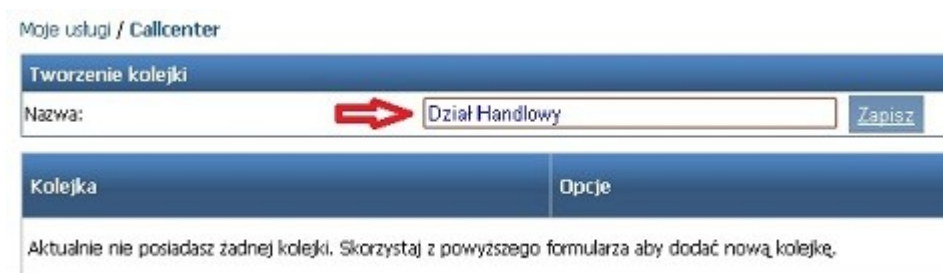 Moje usługi / Callcenter
Tworzenie kolejki
Nazwa: Dział Handlowy Zapisz
Kolejka Opcje
Aktualnie nie posiadasz żadnej kolejki. Skorzystaj z powyższego formularza aby dodać nową kolejkę.